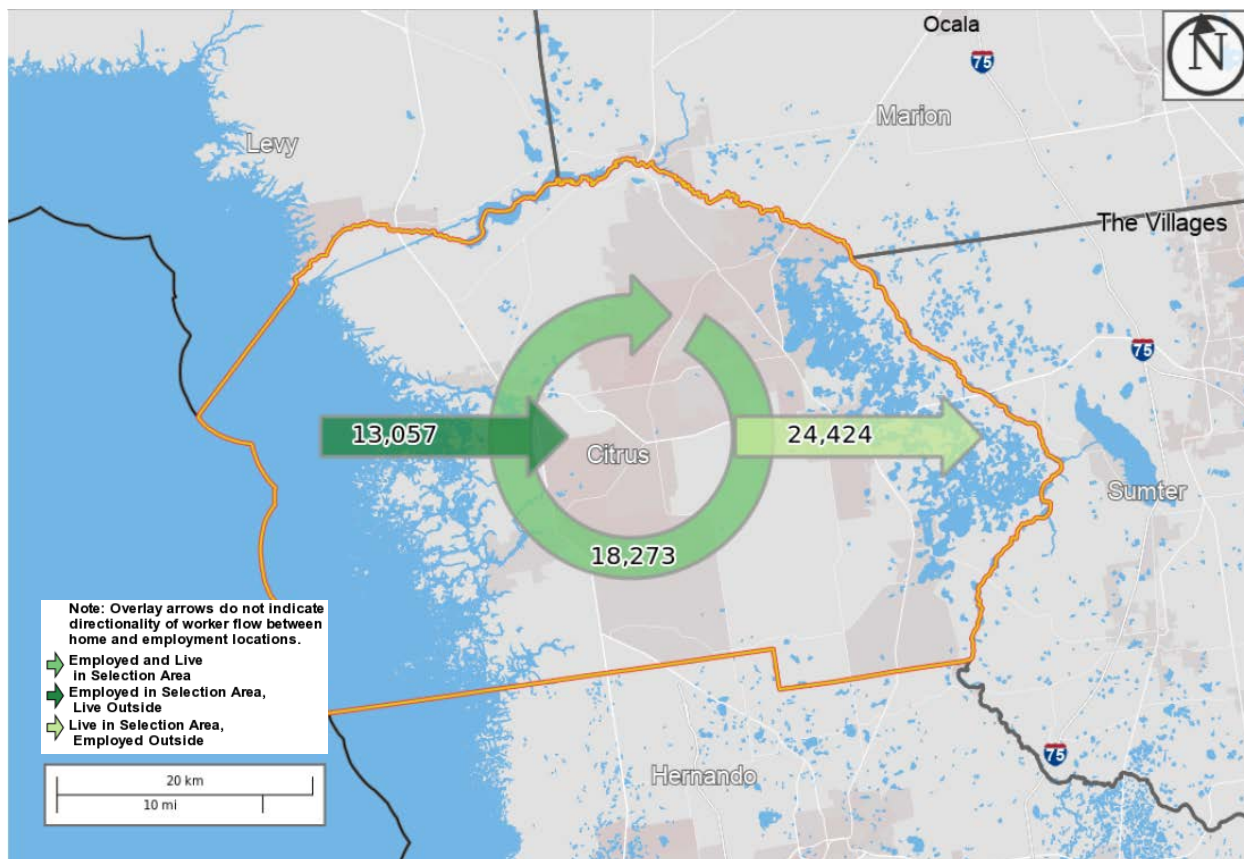 Ocala
75
N
Marion
Levy
The Villages
75
13,057
24,424
Citrus
Sumter
18,273
Note: Overlay arrows do not indicate
directionality of worker flow between
home and employment locations.
Employed and Live
in Selection Area
Employed in Selection Area,
Live Outside
Live in Selection Area,
Employed Outside
75
Hernando
20 km
10 mi